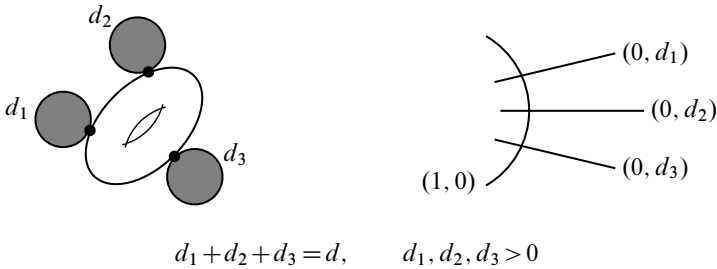 d₂
d₁
d₃
(0, d₁)
(0, d₂)
(0, d₃)
(1, 0)
d₁+d₂+d₃=d, d₁, d₂, d₃>0